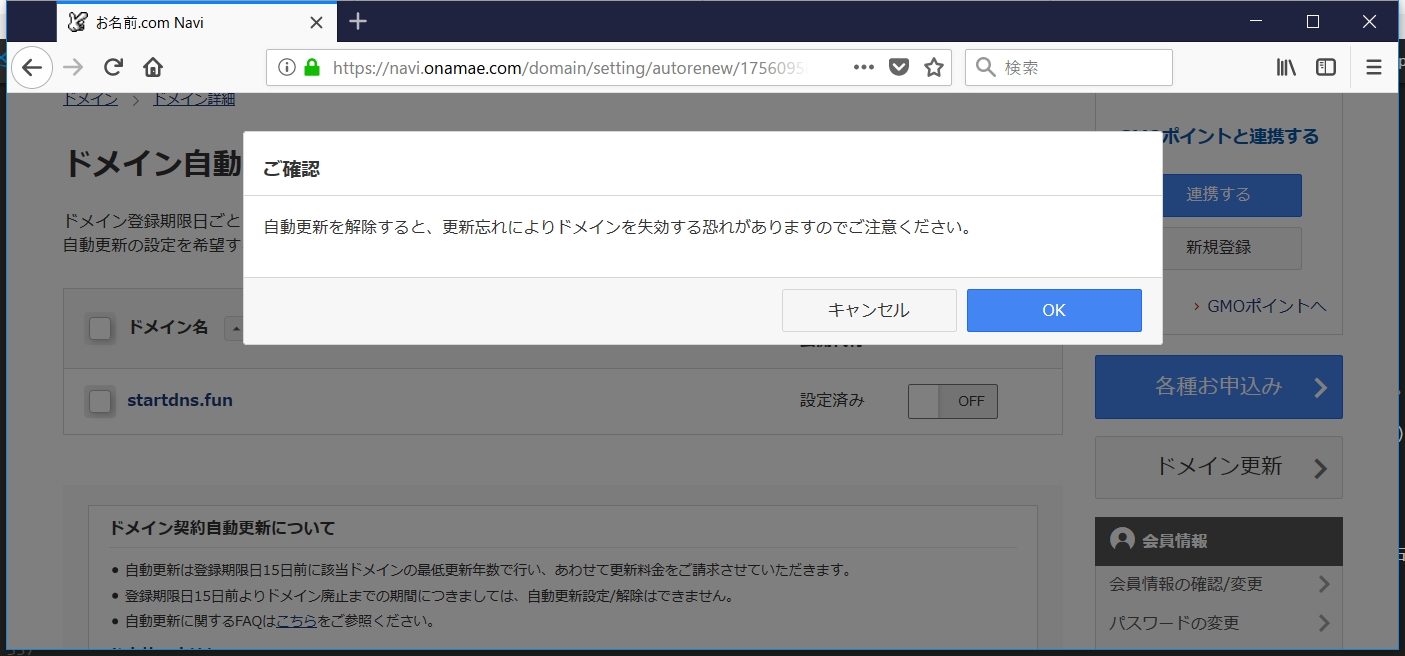 お名前.com Navi
https://navi.onamae.com/domain/setting/autorenew/1756095
検索
ドメイン > ドメイン詳細
ドメイン自動
ドメイン登録期限日ごと
自動更新の設定を希望す
ご確認
自動更新を解除すると、更新忘れによりドメインを失効する恐れがありますのでご注意ください。
キャンセル
OK
ドメイン名
startdns.fun
設定済み
OFF
ドメイン契約自動更新について
• 自動更新は登録期限日15日前に該当ドメインの最低更新年数で行い、あわせて更新料金をご請求させていただきます。
• 登録期限日15日前よりドメイン廃止までの期間につきましては、自動更新設定/解除はできません。
• 自動更新に関するFAQはこちらをご参照ください。
ポイントと連携する
連携する
新規登録
GMOポイントへ
各種お申込み
ドメイン更新
会員情報
会員情報の確認/変更
パスワードの変更